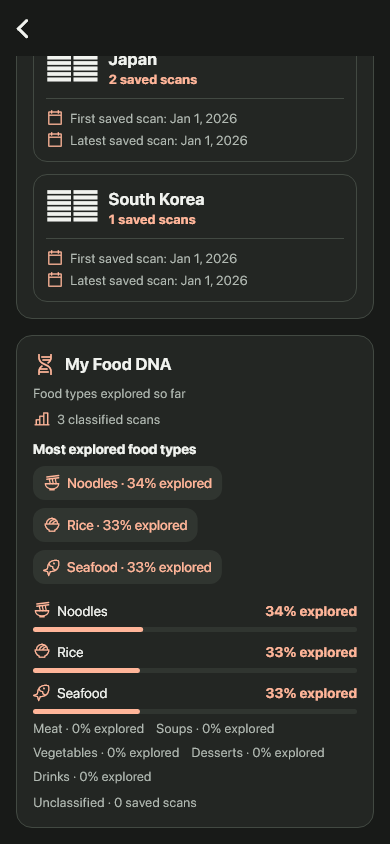 Japan
2 saved scans
First saved scan: Jan 1, 2026
Latest saved scan: Jan 1, 2026
South Korea
1 saved scans
First saved scan: Jan 1, 2026
Latest saved scan: Jan 1, 2026
My Food DNA
Food types explored so far
3 classified scans
Most explored food types
Noodles · 34% explored
Rice · 33% explored
Seafood · 33% explored
Noodles 34% explored
Rice 33% explored
Seafood 33% explored
Meat · 0% explored Soups · 0% explored
Vegetables · 0% explored Desserts · 0% explored
Drinks · 0% explored
Unclassified · 0 saved scans